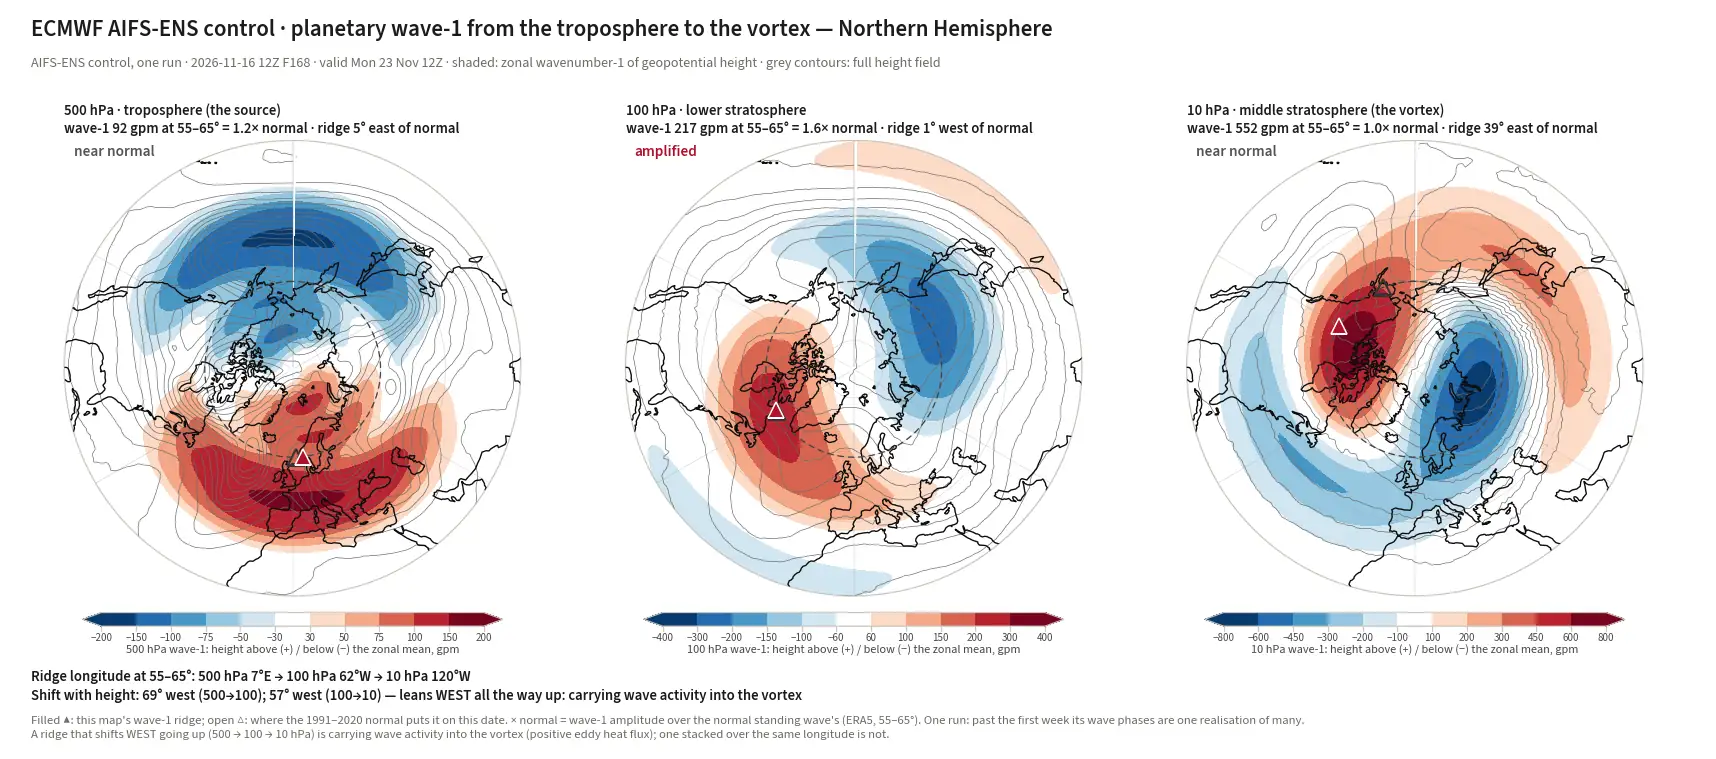 ECMWF AIFS-ENS control · planetary wave-1 from the troposphere to the vortex — Northern Hemisphere
AIFS-ENS control, one run · 2026-11-16 12Z F168 · valid Mon 23 Nov 12Z · shaded: zonal wavenumber-1 of geopotential height · grey contours: full height field
500 hPa · troposphere (the source)
wave-1 92 gpm at 55–65° = 1.2× normal · ridge 5° east of normal
near normal
100 hPa · lower stratosphere
wave-1 217 gpm at 55–65° = 1.6× normal · ridge 1° west of normal
amplified
10 hPa · middle stratosphere (the vortex)
wave-1 552 gpm at 55–65° = 1.0× normal · ridge 39° east of normal
near normal
−200 −150 −100 −75 −50 −30 30 50 75 100 150 200
500 hPa wave-1: height above (+) / below (−) the zonal mean, gpm
−400 −300 −200 −150 −100 −60 60 100 150 200 300 400
100 hPa wave-1: height above (+) / below (−) the zonal mean, gpm
−800 −600 −450 −300 −200 −100 100 200 300 450 600 800
10 hPa wave-1: height above (+) / below (−) the zonal mean, gpm
Ridge longitude at 55–65°: 500 hPa 7°E → 100 hPa 62°W → 10 hPa 120°W
Shift with height: 69° west (500→100); 57° west (100→10) — leans WEST all the way up: carrying wave activity into the vortex
Filled ▲: this map's wave-1 ridge; open △: where the 1991–2020 normal puts it on this date. × normal = wave-1 amplitude over the normal standing wave's (ERA5, 55–65°). One run: past the first week its wave phases are one realisation of many.
A ridge that shifts WEST going up (500 → 100 → 10 hPa) is carrying wave activity into the vortex (positive eddy heat flux); one stacked over the same longitude is not.